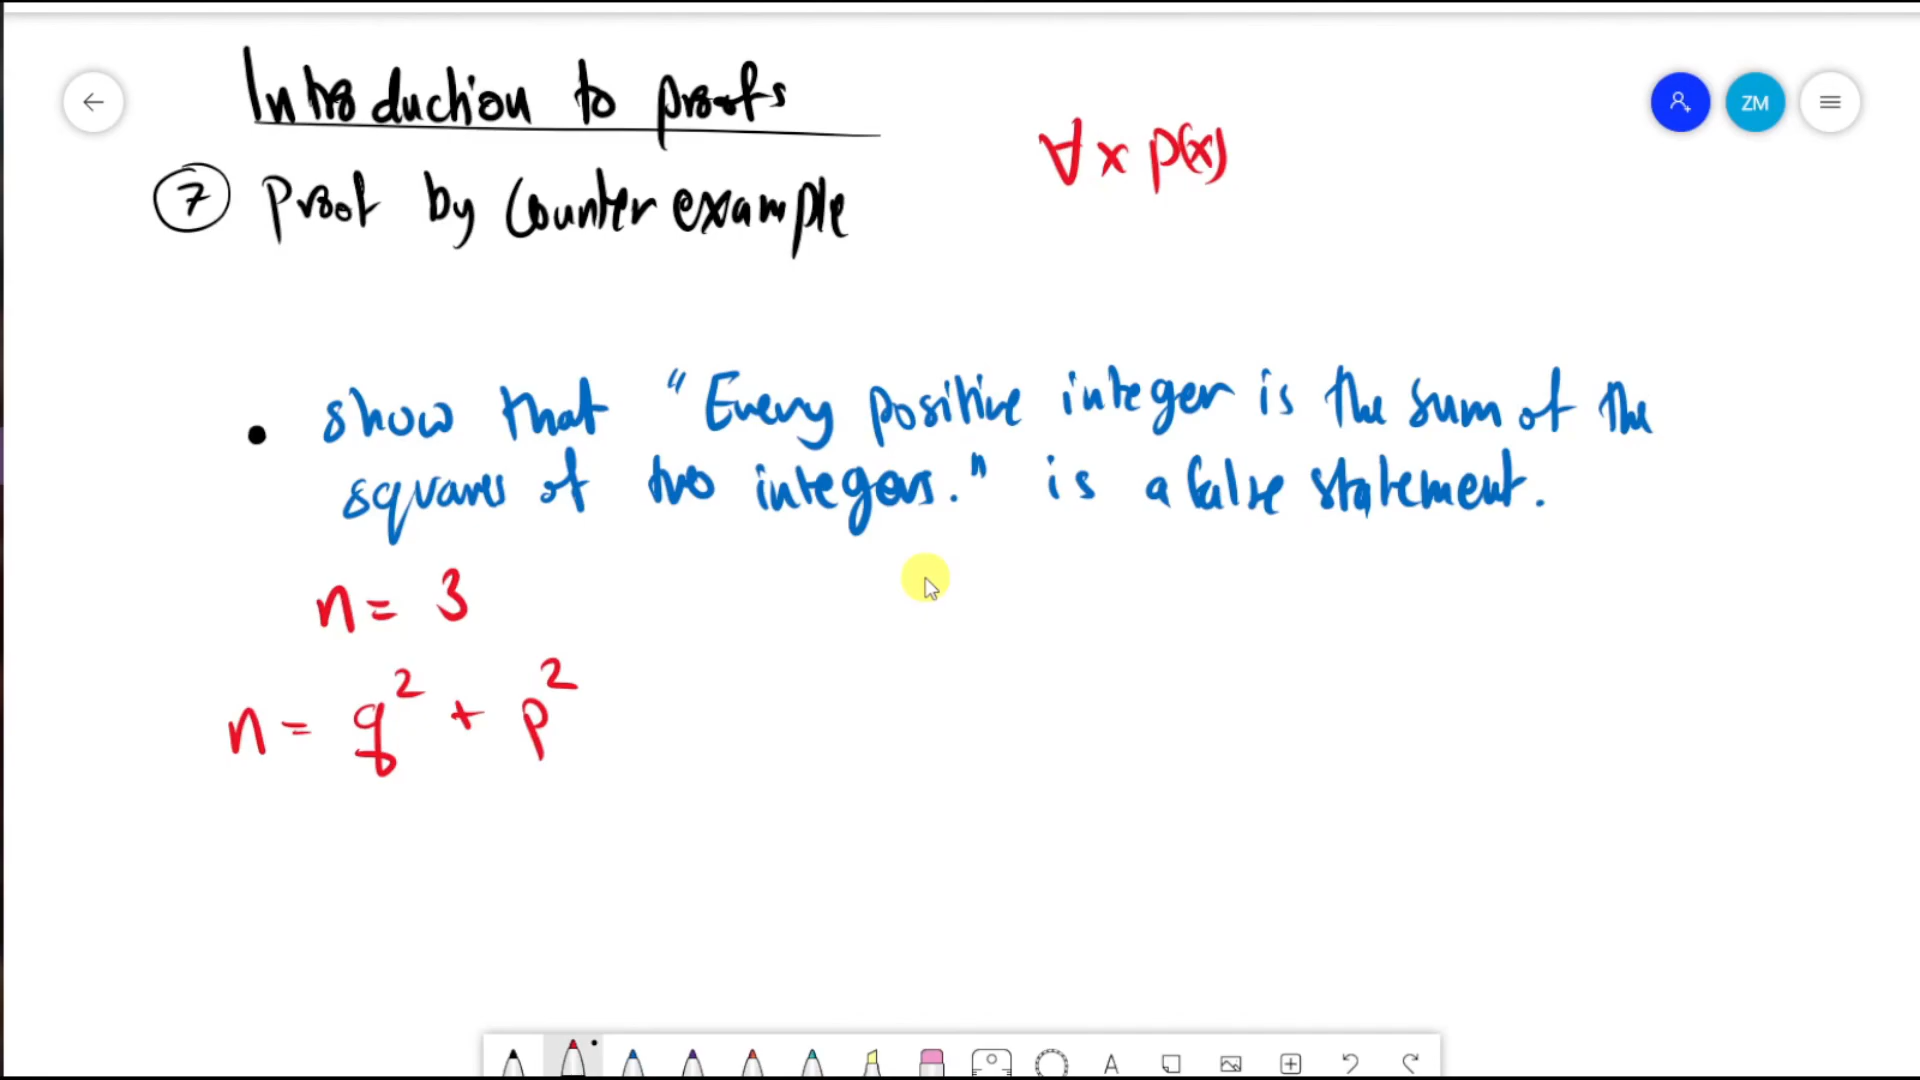 Introduction to proofs
∀x p(x)
7 Proof by Counter example
• show that "Every positive integer is the sum of the
squares of two integers." is a false statement.
n = 3
n = q² + p²
ZM
A